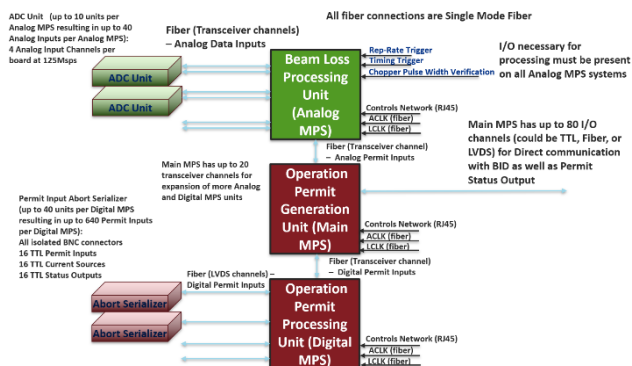 ADC Unit (up to 10 units per
Analog MPS resulting in up to 40
Analog Inputs per Analog MPS):
4 Analog Input Channels per
board at 125Msps
Fiber (Transceiver channels)
– Analog Data Inputs
All fiber connections are Single Mode Fiber
ADC Unit
ADC Unit
Beam Loss
Processing
Unit
(Analog
MPS)
Rep-Rate Trigger
Timing Trigger
Chopper Pulse Width Verification
I/O necessary for
processing must be present
on all Analog MPS systems
Controls Network (RJ45)
ACLK (fiber)
LCLK (fiber)
Fiber (Transceiver channel)
– Analog Permit Inputs
Main MPS has up to 80 I/O
channels (could be TTL, Fiber, or
LVDS) for Direct communication
with BID as well as Permit
Status Output
Main MPS has up to 20
transceiver channels for
expansion of more Analog
and Digital MPS units
Operation
Permit
Generation
Unit (Main
MPS)
Controls Network (RJ45)
ACLK (fiber)
LCLK (fiber)
Permit Input Abort Serializer
(up to 40 units per Digital MPS
resulting in up to 640 Permit Inputs
per Digital MPS):
All isolated BNC connectors
16 TTL Permit Inputs
16 TTL Current Sources
16 TTL Status Outputs
Fiber (LVDS channels) –
Digital Permit Inputs
Fiber (Transceiver channel)
– Digital Permit Inputs
Abort Serializer
Abort Serializer
Operation
Permit
Processing
Unit (Digital
MPS)
Controls Network (RJ45)
ACLK (fiber)
LCLK (fiber)